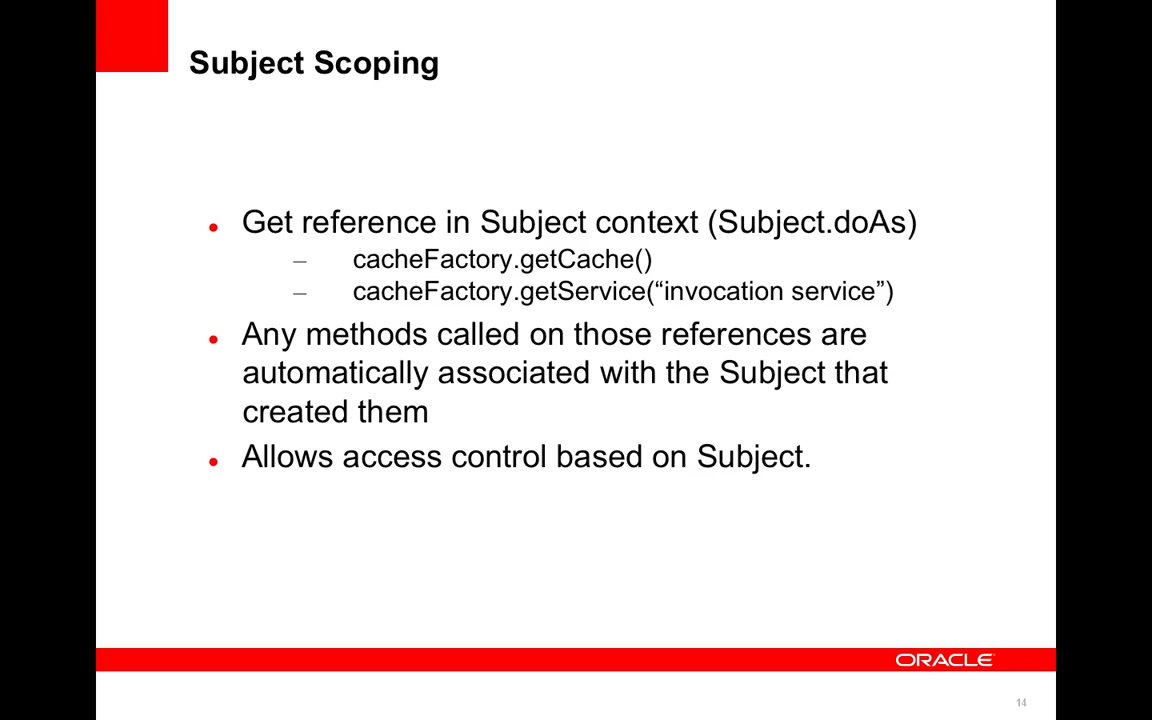 Subject Scoping
• Get reference in Subject context (Subject.doAs)
– cacheFactory.getCache()
– cacheFactory.getService(“invocation service”)
• Any methods called on those references are
automatically associated with the Subject that
created them
• Allows access control based on Subject.
ORACLE
14